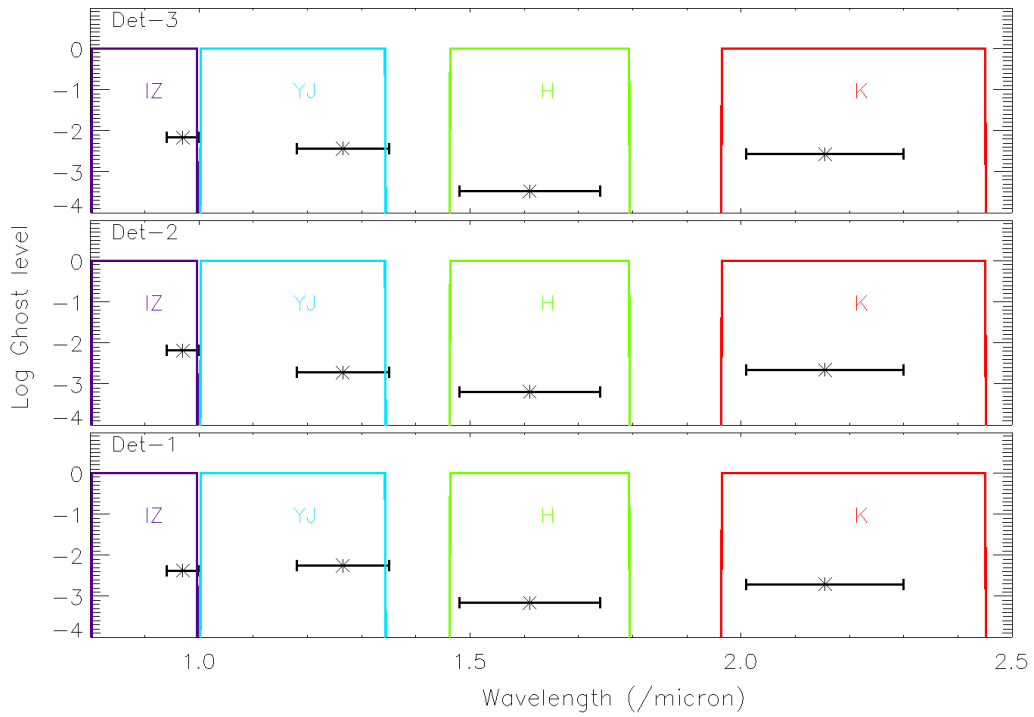 Det-3
0
IZ YJ H K
-1
-2
-3
-4
Det-2
0
IZ YJ H K
-1
-2
-3
-4
Det-1
0
IZ YJ H K
-1
-2
-3
-4
1.0 1.5 2.0 2.5
Wavelength (/micron)
Log Ghost level